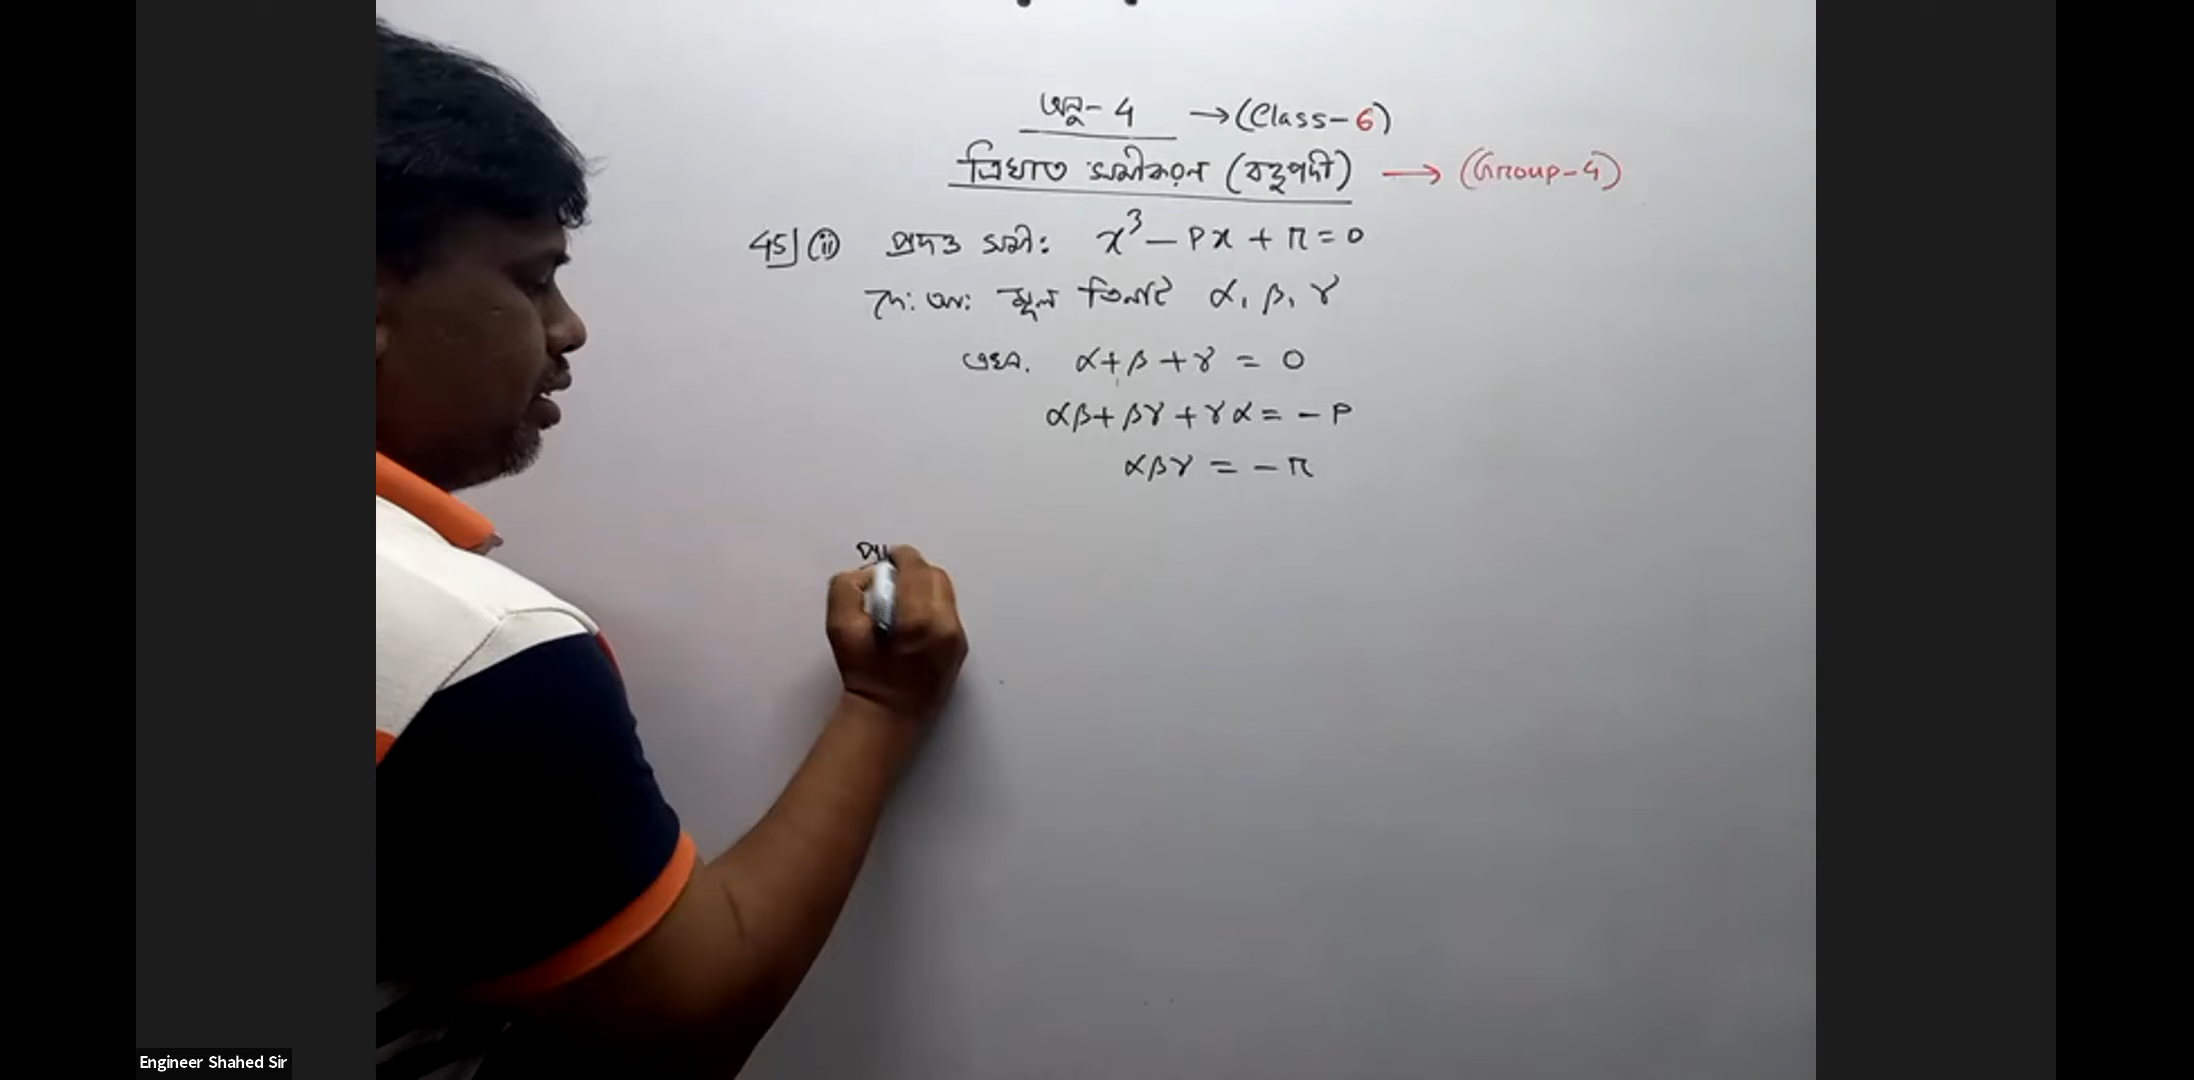 অনু- 4 → (Class-6)
ত্রিঘাত সমীকরণ (বহুপদী) → (Group-4)
45| (ii) প্রদত্ত সমী: x³ - Px + r = 0
দে: অা: মূল তিনটি α, β, γ
এখন. α+β+γ = 0
αβ+βγ+γα = -P
αβγ = -r
Engineer Shahed Sir